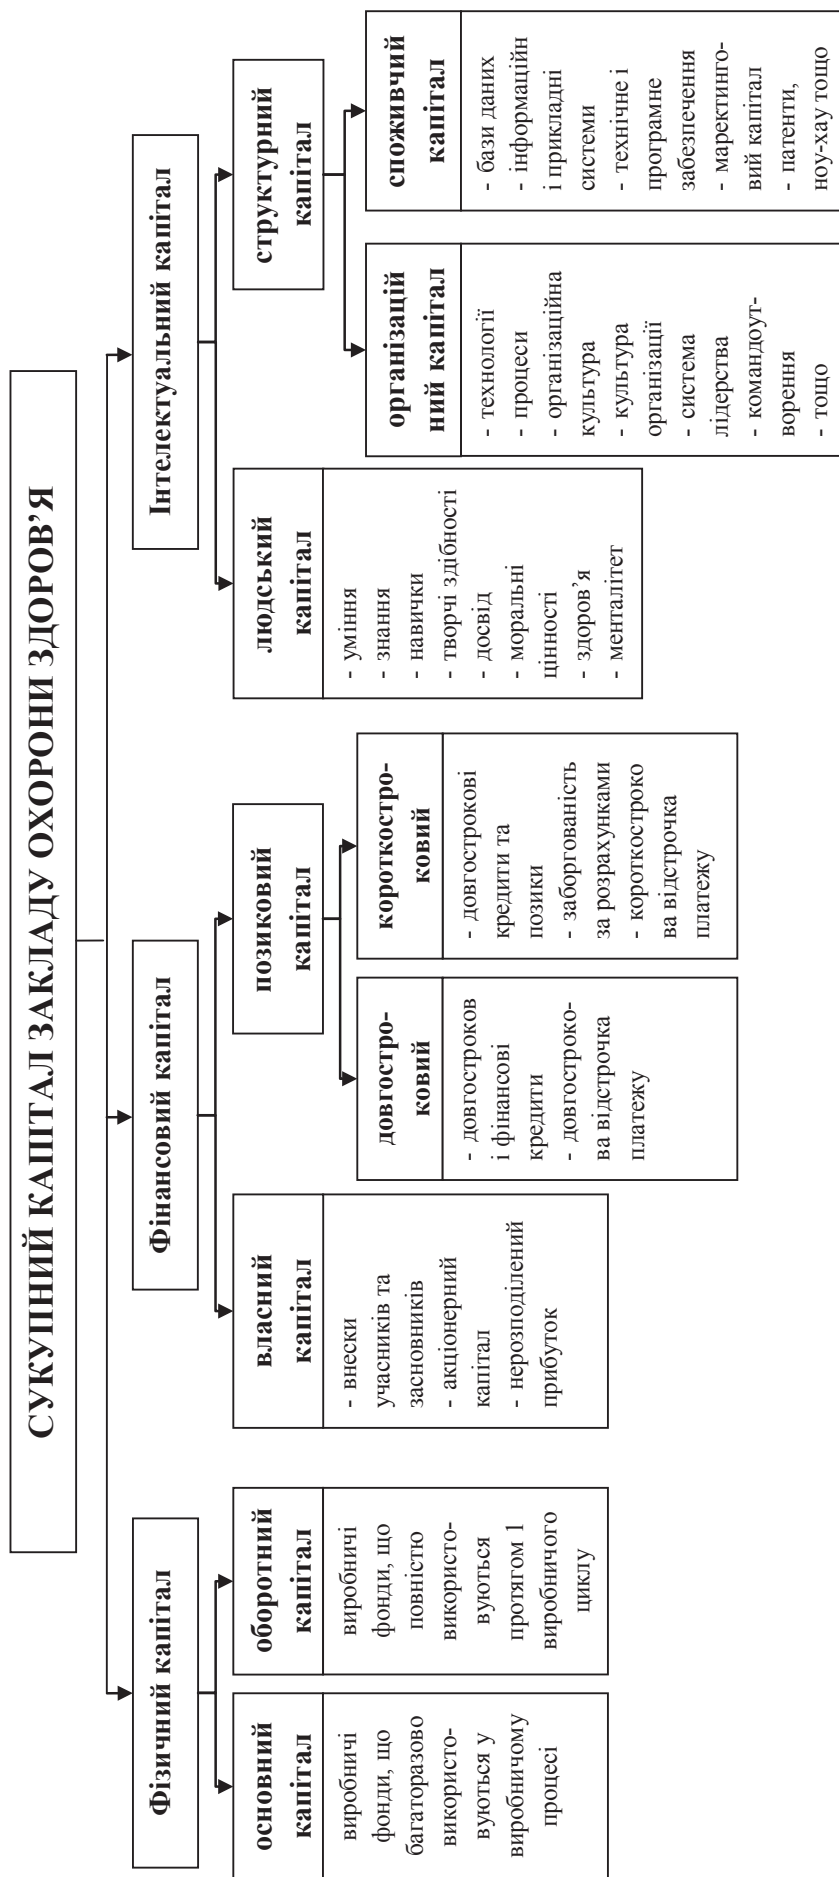 СУКУПНИЙ КАПІТАЛ ЗАКЛАДУ ОХОРОНИ ЗДОРОВ’Я
Фізичний капітал
основний
капітал
виробничі
фонди, що
багаторазово
використо-
вуються у
виробничому
процесі
оборотний
капітал
виробничі
фонди, що
повністю
використо-
вуються
протягом 1
виробничого
циклу
Фінансовий капітал
власний
капітал
- внески
учасників та
засновників
- акціонерний
капітал
- нерозподілений
прибуток
позиковий
капітал
довгостро-
ковий
- довгостроков
і фінансові
кредити
- довгостроко-
ва відстрочка
платежу
короткостро-
ковий
- довгострокові
кредити та
позики
- заборгованість
за розрахунками
- короткостроко
ва відстрочка
платежу
Інтелектуальний капітал
людський
капітал
- уміння
- знання
- навички
- творчі здібності
- досвід
- моральні
цінності
- здоров’я
- менталітет
структурний
капітал
організацій
ний капітал
- технології
- процеси
- організаційна
культура
- культура
організації
- система
лідерства
- командоут-
ворення
- тощо
споживчий
капітал
- бази даних
- інформаційн
і прикладні
системи
- технічне і
програмне
забезпечення
- маректинго-
вий капітал
- патенти,
ноу-хау тощо